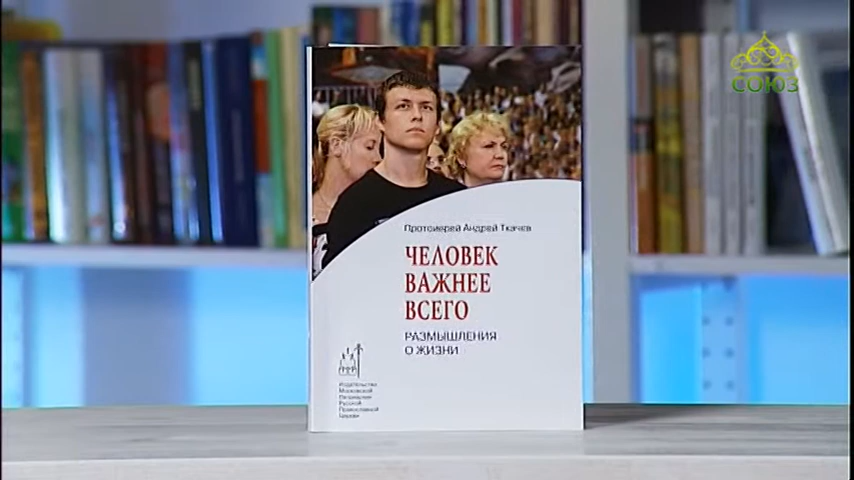 СОЮЗ
Протоиерей Андрей Ткачев
ЧЕЛОВЕК
ВАЖНЕЕ
ВСЕГО
РАЗМЫШЛЕНИЯ
О ЖИЗНИ
Издательство
Московской
Патриархии
Русской
Православной
Церкви